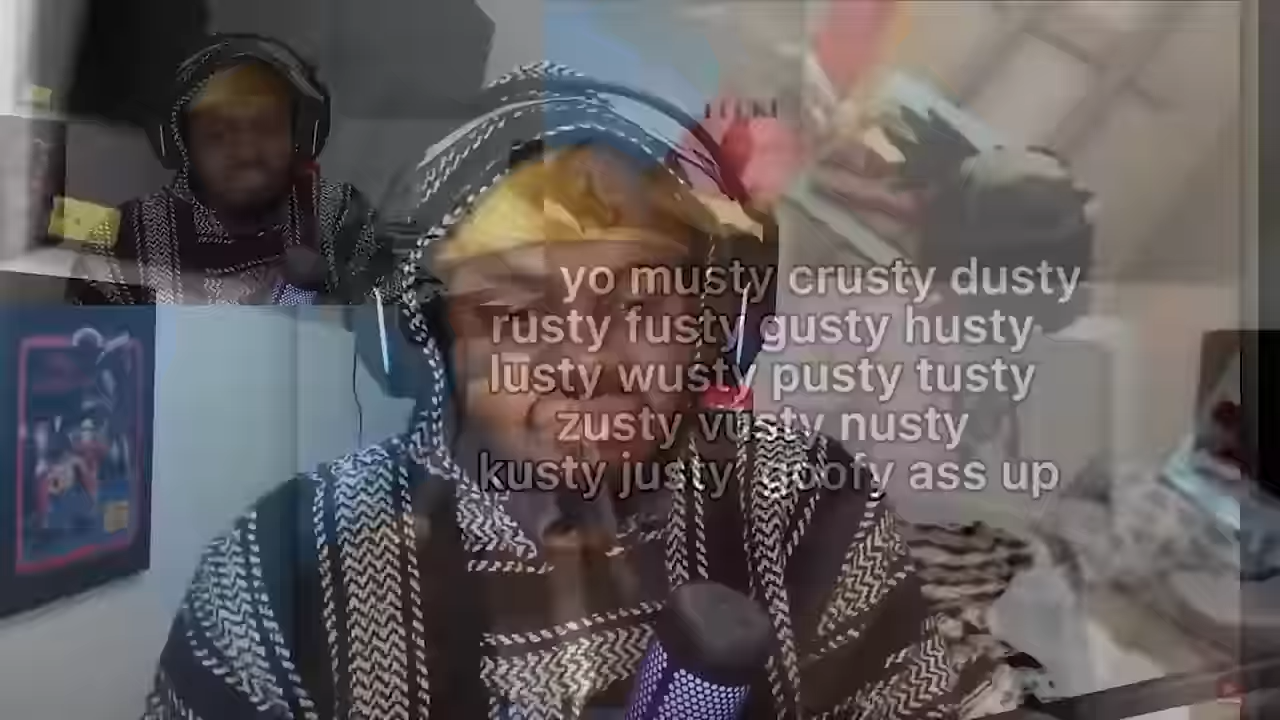 yo musty crusty dusty
rusty fusty gusty husty
lūsty wusty pusty tusty
zusty vusty nusty
kusty justy goofy ass up